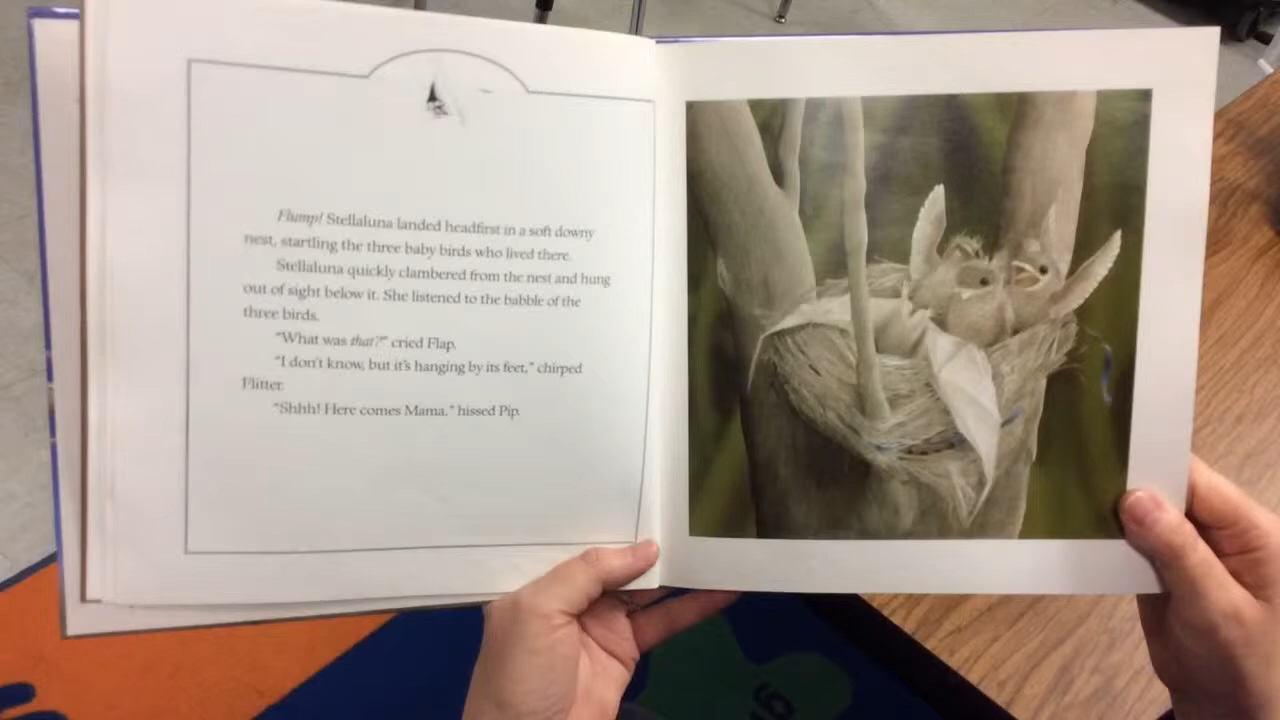 Flump! Stellaluna landed headfirst in a soft downy
nest, startling the three baby birds who lived there.
Stellaluna quickly clambered from the nest and hung
out of sight below it. She listened to the babble of the
three birds.
"What was that?" cried Flap.
"I don't know, but it's hanging by its feet," chirped
Flitter.
"Shhh! Here comes Mama," hissed Pip.